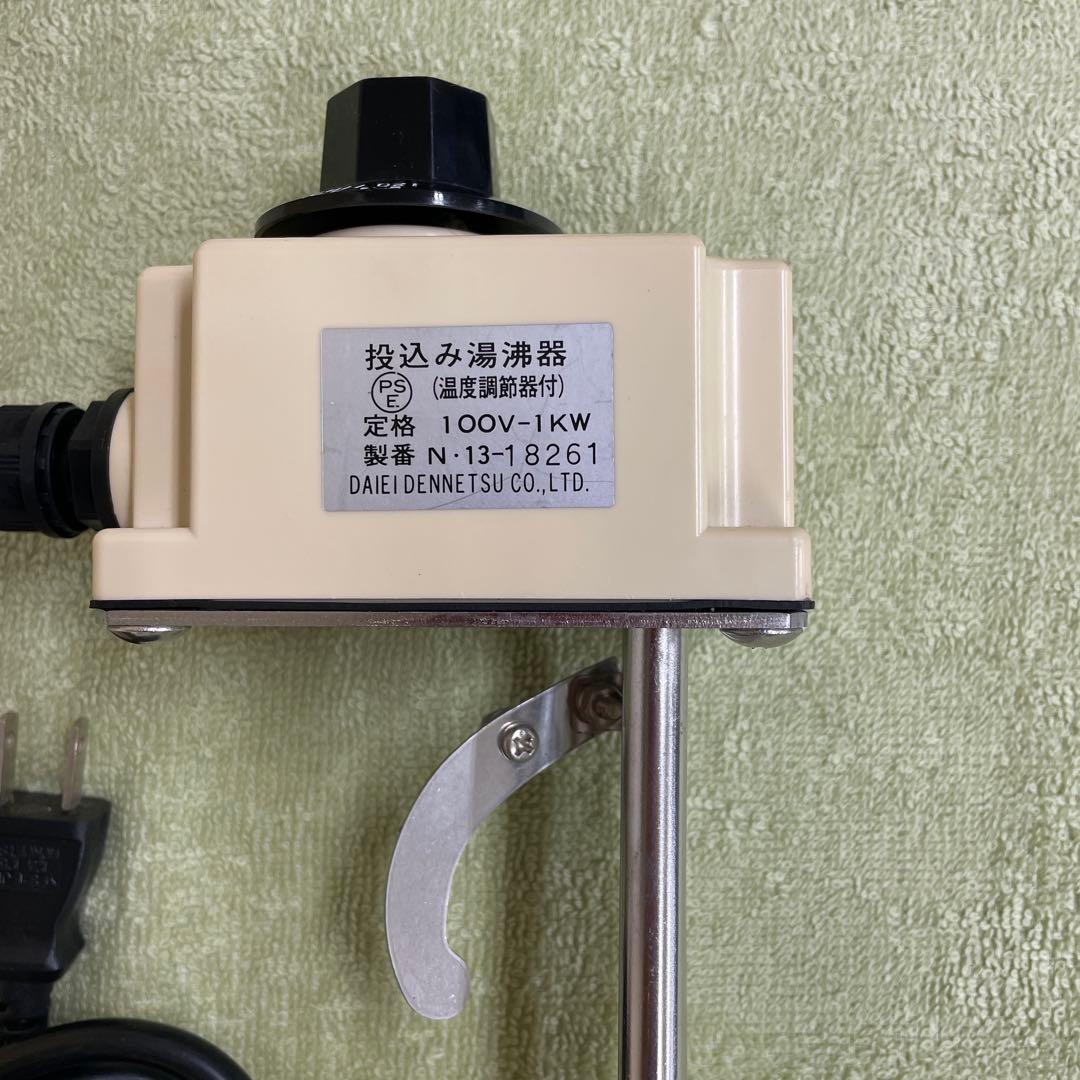 投込み湯沸器
PS
E.
(温度調節器付)
定格 100V-1KW
製番 N·13-18261
DAIEI DENNETSU CO.,LTD.